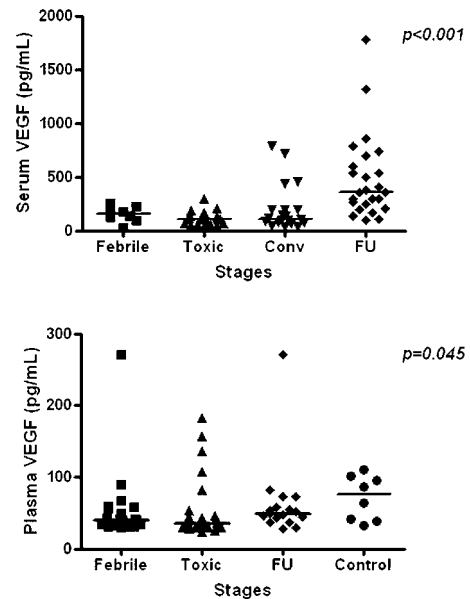 Serum VEGF (pg/mL)
2000
1500
1000
500
0
p<0.001
Febrile Toxic Conv FU
Stages
Plasma VEGF (pg/mL)
300
200
100
0
p=0.045
Febrile Toxic FU Control
Stages